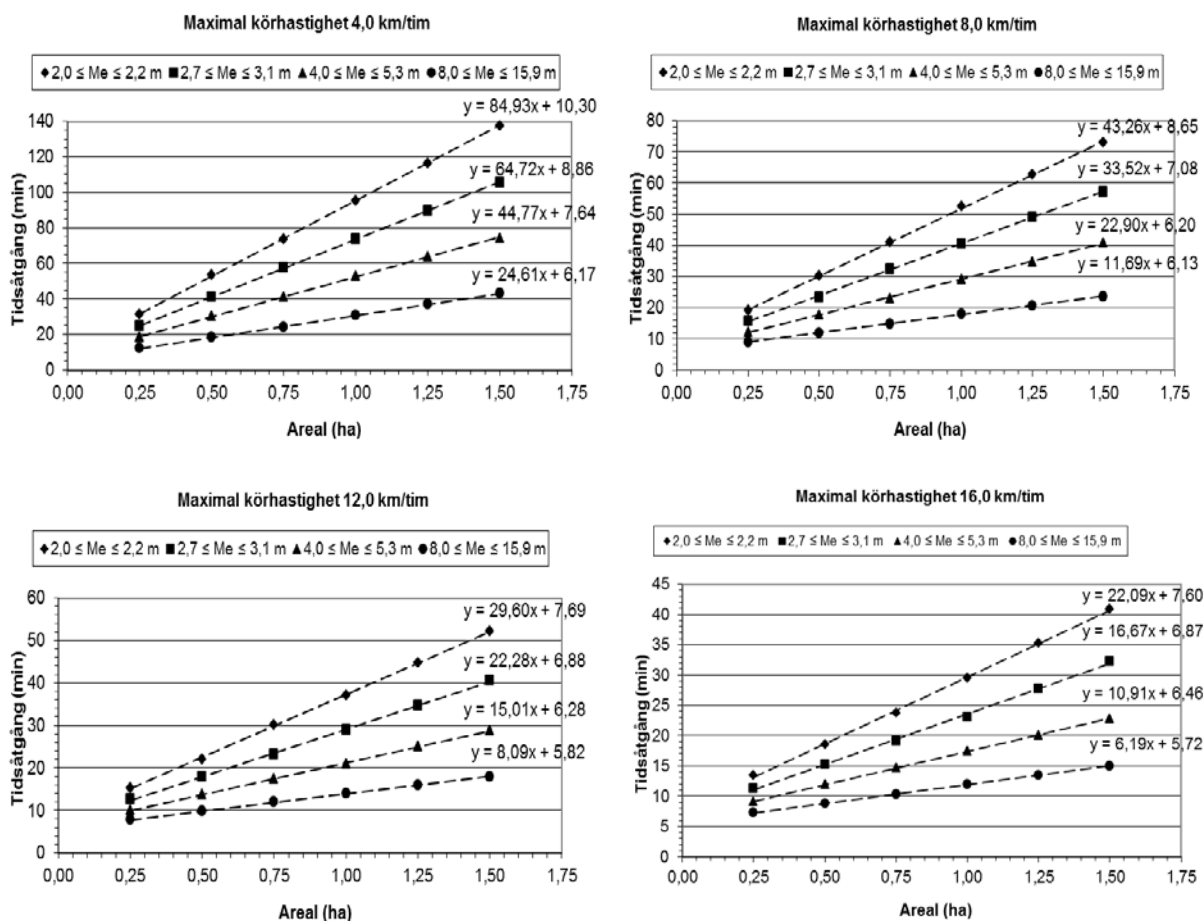 Maximal körhastighet 4,0 km/tim
◆ 2,0 ≤ Me ≤ 2,2 m ■ 2,7 ≤ Me ≤ 3,1 m ▲ 4,0 ≤ Me ≤ 5,3 m ● 8,0 ≤ Me ≤ 15,9 m
y = 84,93x + 10,30
y = 64,72x + 8,86
y = 44,77x + 7,64
y = 24,61x + 6,17
Tidsåtgång (min)
140
120
100
80
60
40
20
0
0,00 0,25 0,50 0,75 1,00 1,25 1,50 1,75
Areal (ha)
Maximal körhastighet 8,0 km/tim
◆ 2,0 ≤ Me ≤ 2,2 m ■ 2,7 ≤ Me ≤ 3,1 m ▲ 4,0 ≤ Me ≤ 5,3 m ● 8,0 ≤ Me ≤ 15,9 m
y = 43,26x + 8,65
y = 33,52x + 7,08
y = 22,90x + 6,20
y = 11,69x + 6,13
Tidsåtgång (min)
80
70
60
50
40
30
20
10
0
0,00 0,25 0,50 0,75 1,00 1,25 1,50 1,75
Areal (ha)
Maximal körhastighet 12,0 km/tim
◆ 2,0 ≤ Me ≤ 2,2 m ■ 2,7 ≤ Me ≤ 3,1 m ▲ 4,0 ≤ Me ≤ 5,3 m ● 8,0 ≤ Me ≤ 15,9 m
y = 29,60x + 7,69
y = 22,28x + 6,88
y = 15,01x + 6,28
y = 8,09x + 5,82
Tidsåtgång (min)
60
50
40
30
20
10
0
0,00 0,25 0,50 0,75 1,00 1,25 1,50 1,75
Areal (ha)
Maximal körhastighet 16,0 km/tim
◆ 2,0 ≤ Me ≤ 2,2 m ■ 2,7 ≤ Me ≤ 3,1 m ▲ 4,0 ≤ Me ≤ 5,3 m ● 8,0 ≤ Me ≤ 15,9 m
y = 22,09x + 7,60
y = 16,67x + 6,87
y = 10,91x + 6,46
y = 6,19x + 5,72
Tidsåtgång (min)
45
40
35
30
25
20
15
10
5
0
0,00 0,25 0,50 0,75 1,00 1,25 1,50 1,75
Areal (ha)